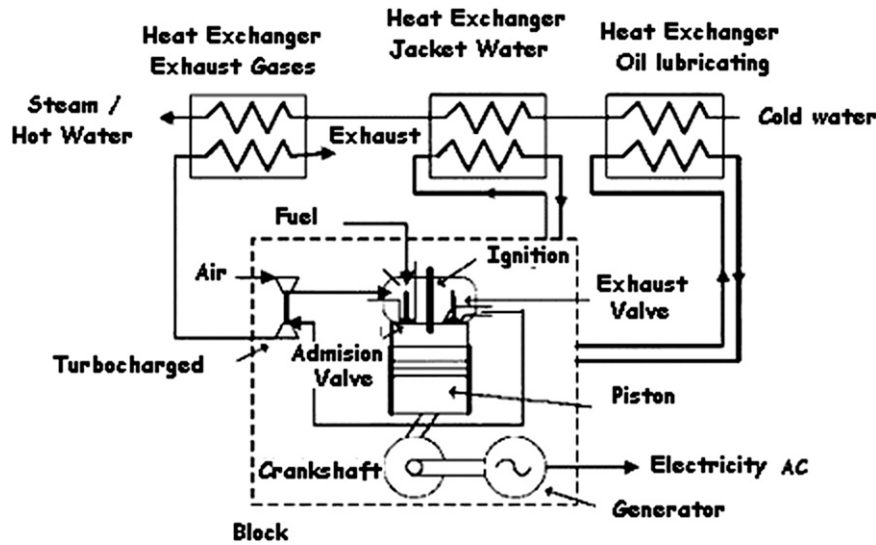 Heat Exchanger
Exhaust Gases
Heat Exchanger
Jacket Water
Heat Exchanger
Oil lubricating
Steam /
Hot Water
Exhaust
Cold water
Fuel
Ignition
Air
Exhaust
Valve
Turbocharged
Admision
Valve
Piston
Crankshaft
Electricity AC
Generator
Block